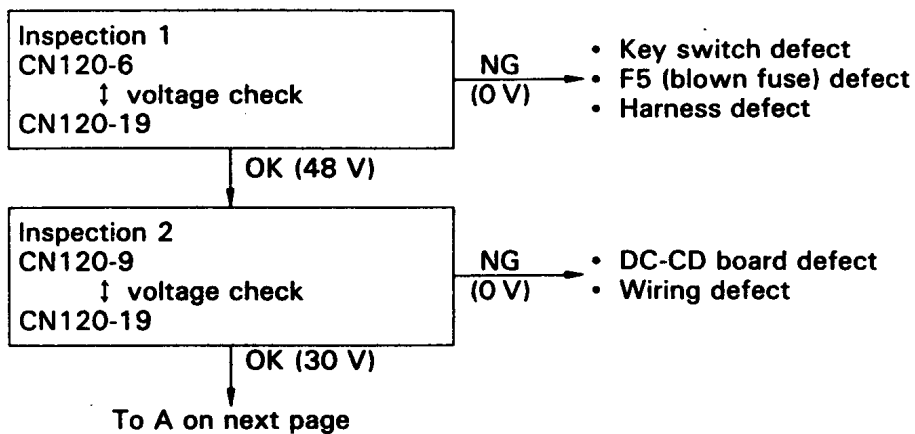 Inspection 1
CN120-6
↕ voltage check
CN120-19
NG
(0 V)
• Key switch defect
• F5 (blown fuse) defect
• Harness defect
OK (48 V)
Inspection 2
CN120-9
↕ voltage check
CN120-19
NG
(0 V)
• DC-CD board defect
• Wiring defect
OK (30 V)
To A on next page